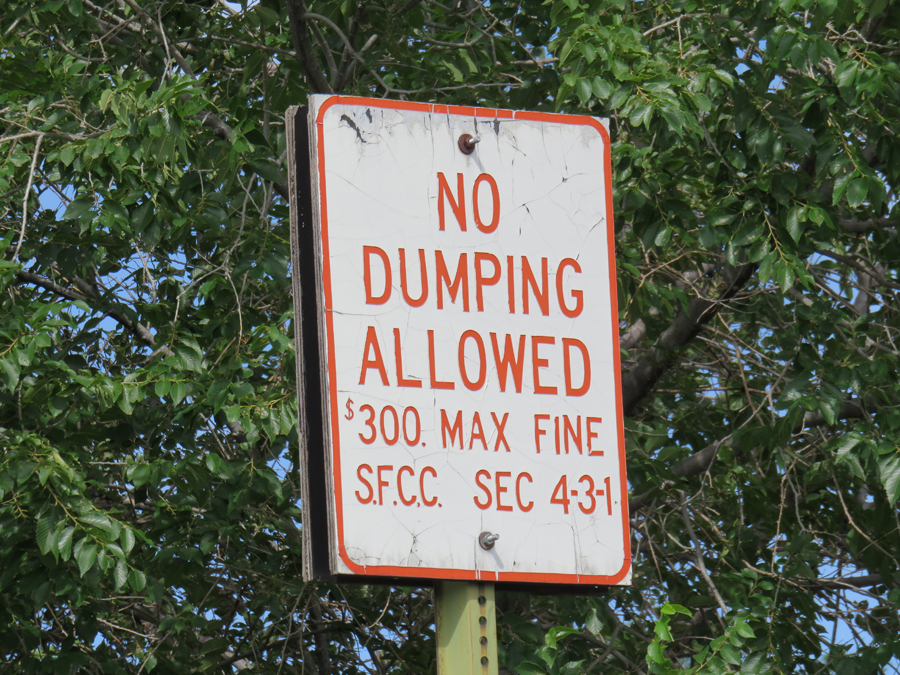 NO
DUMPING
ALLOWED
$300. MAX FINE
S.F.C.C. SEC 4-3-1